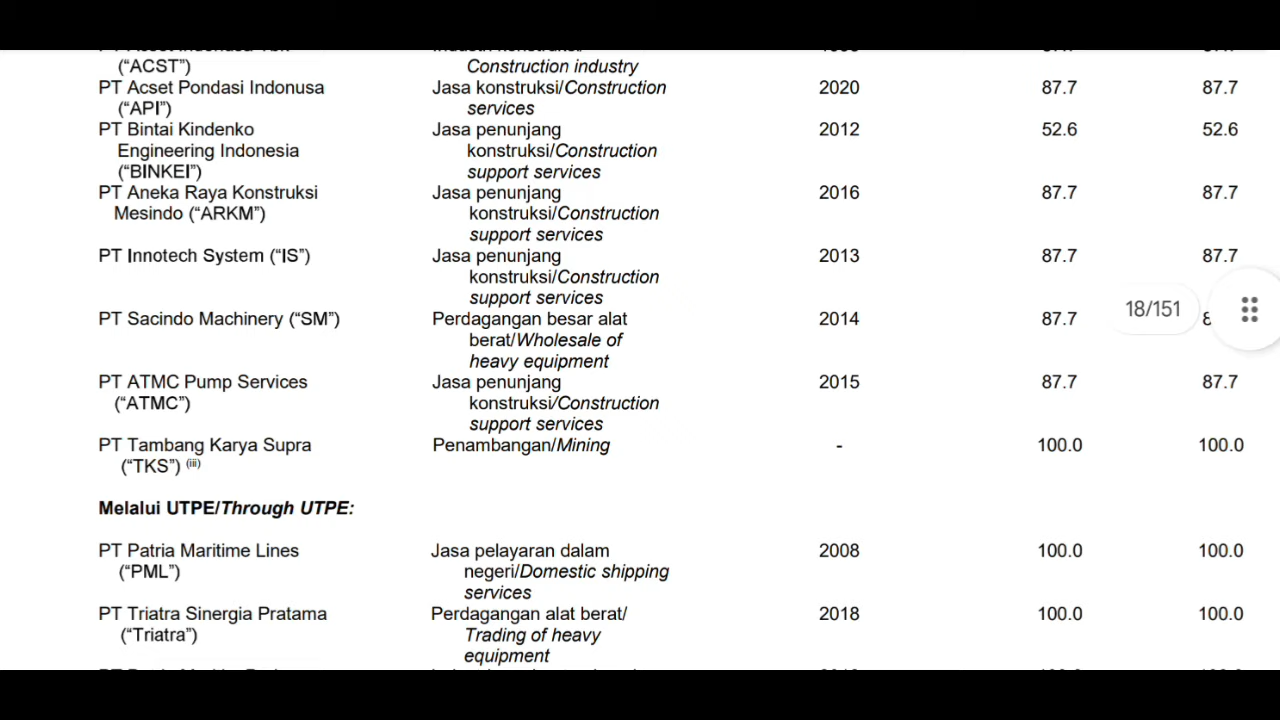 (“ACST”) Construction industry
PT Acset Pondasi Indonusa Jasa konstruksi/Construction 2020 87.7 87.7
(“API”) services
PT Bintai Kindenko Jasa penunjang 2012 52.6 52.6
Engineering Indonesia konstruksi/Construction
(“BINKEI”) support services
PT Aneka Raya Konstruksi Jasa penunjang 2016 87.7 87.7
Mesindo (“ARKM”) konstruksi/Construction
support services
PT Innotech System (“IS”) Jasa penunjang 2013 87.7 87.7
konstruksi/Construction
support services
18/151
PT Sacindo Machinery (“SM”) Perdagangan besar alat 2014 87.7
berat/Wholesale of
heavy equipment
PT ATMC Pump Services Jasa penunjang 2015 87.7 87.7
(“ATMC”) konstruksi/Construction
support services
PT Tambang Karya Supra Penambangan/Mining - 100.0 100.0
(“TKS”) (iii)
Melalui UTPE/Through UTPE:
PT Patria Maritime Lines Jasa pelayaran dalam 2008 100.0 100.0
(“PML”) negeri/Domestic shipping
services
PT Triatra Sinergia Pratama Perdagangan alat berat/ 2018 100.0 100.0
(“Triatra”) Trading of heavy
equipment